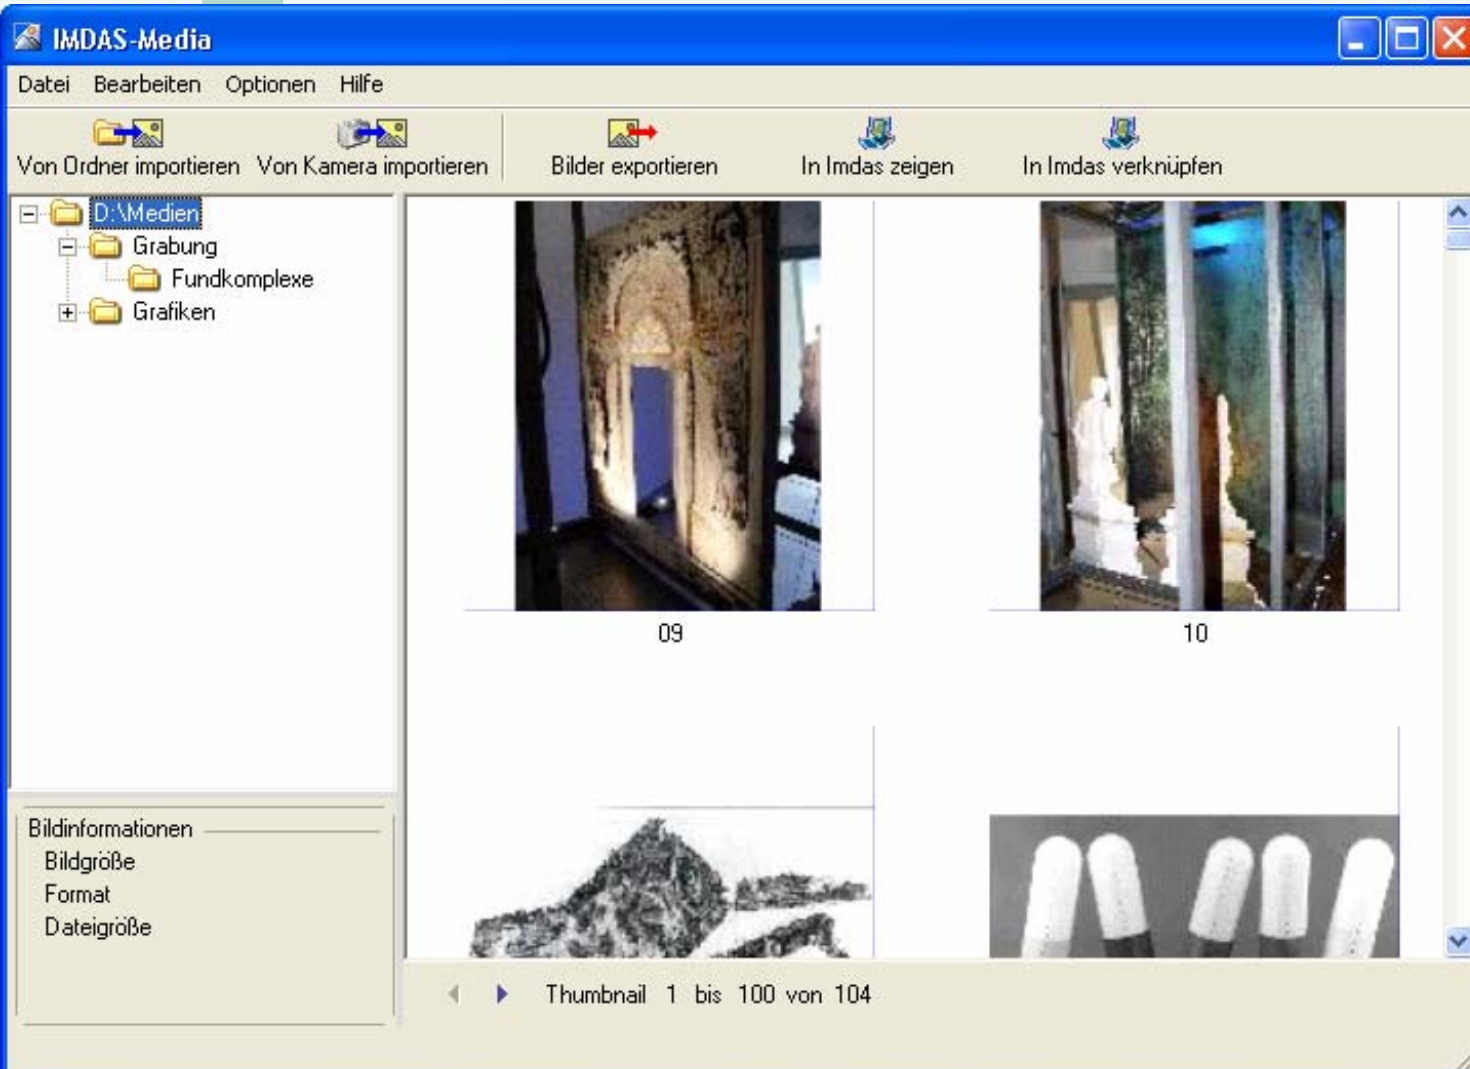 IMDAS-Media
Datei Bearbeiten Optionen Hilfe
Von Ordner importieren Von Kamera importieren Bilder exportieren In Imdas zeigen In Imdas verknüpfen
D:\Medien
Grabung
Fundkomplexe
Grafiken
09 10
Bildinformationen
Bildgröße
Format
Dateigröße
Thumbnail 1 bis 100 von 104